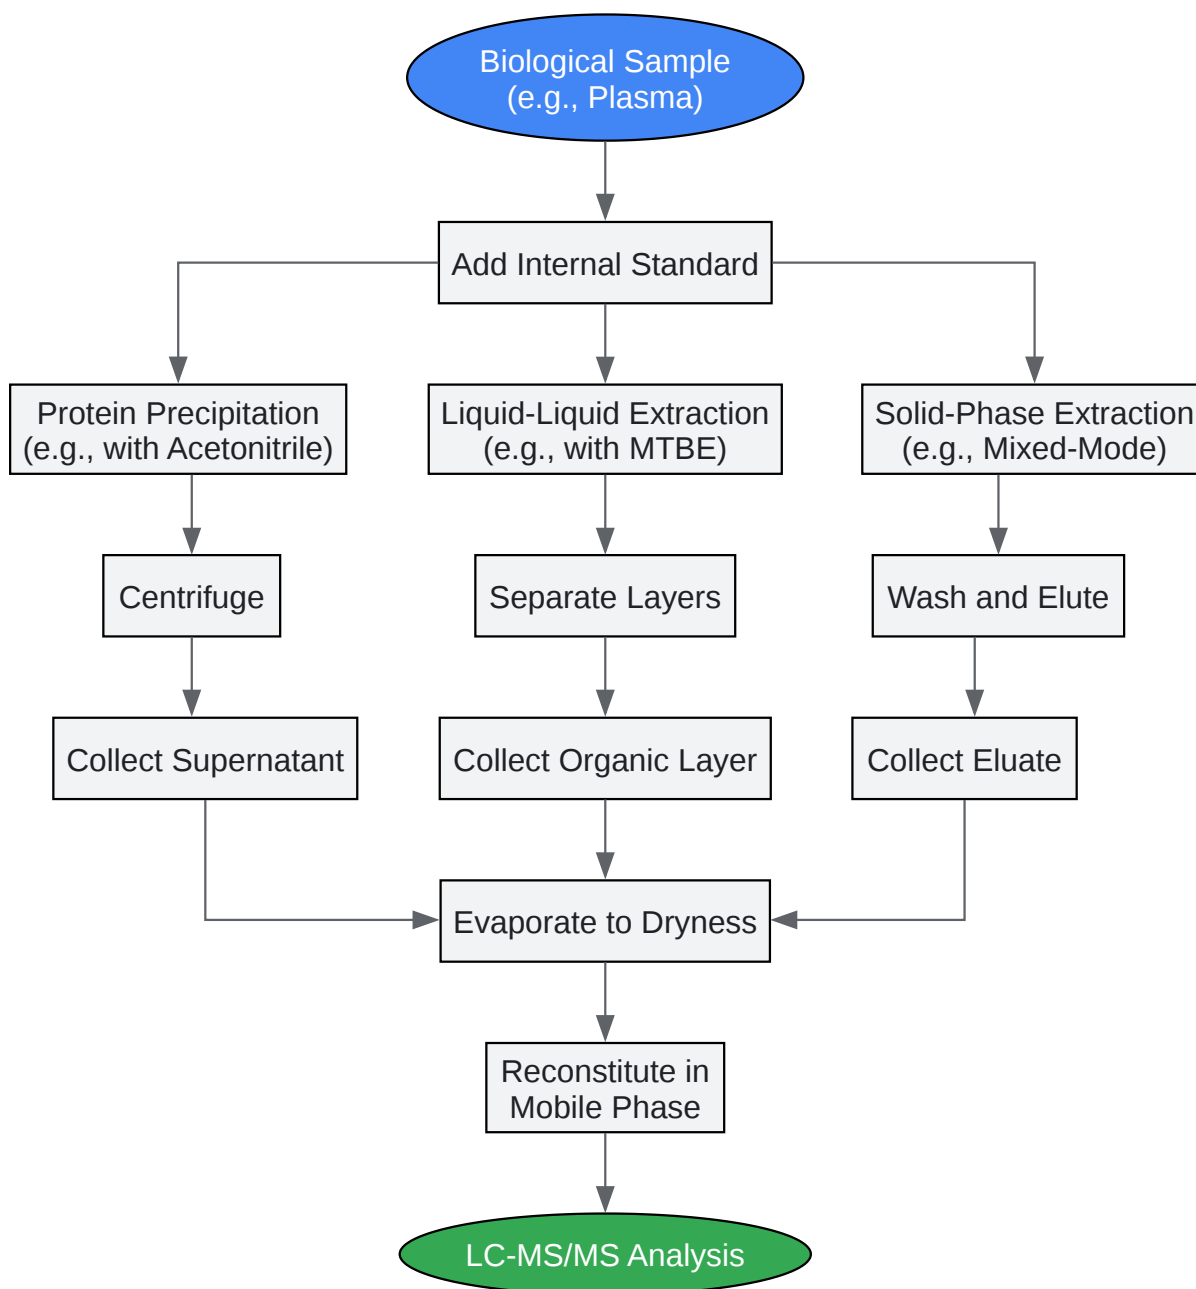 Biological Sample
(e.g., Plasma)
Add Internal Standard
Protein Precipitation
(e.g., with Acetonitrile)
Liquid-Liquid Extraction
(e.g., with MTBE)
Solid-Phase Extraction
(e.g., Mixed-Mode)
Centrifuge
Separate Layers
Wash and Elute
Collect Supernatant
Collect Organic Layer
Collect Eluate
Evaporate to Dryness
Reconstitute in
Mobile Phase
LC-MS/MS Analysis